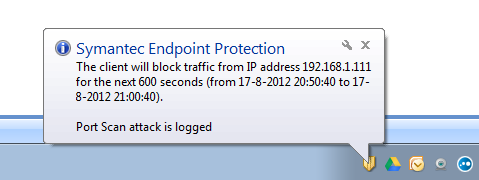 Symantec Endpoint Protection
The client will block traffic from IP address 192.168.1.111
for the next 600 seconds (from 17-8-2012 20:50:40 to 17-
8-2012 21:00:40).
Port Scan attack is logged